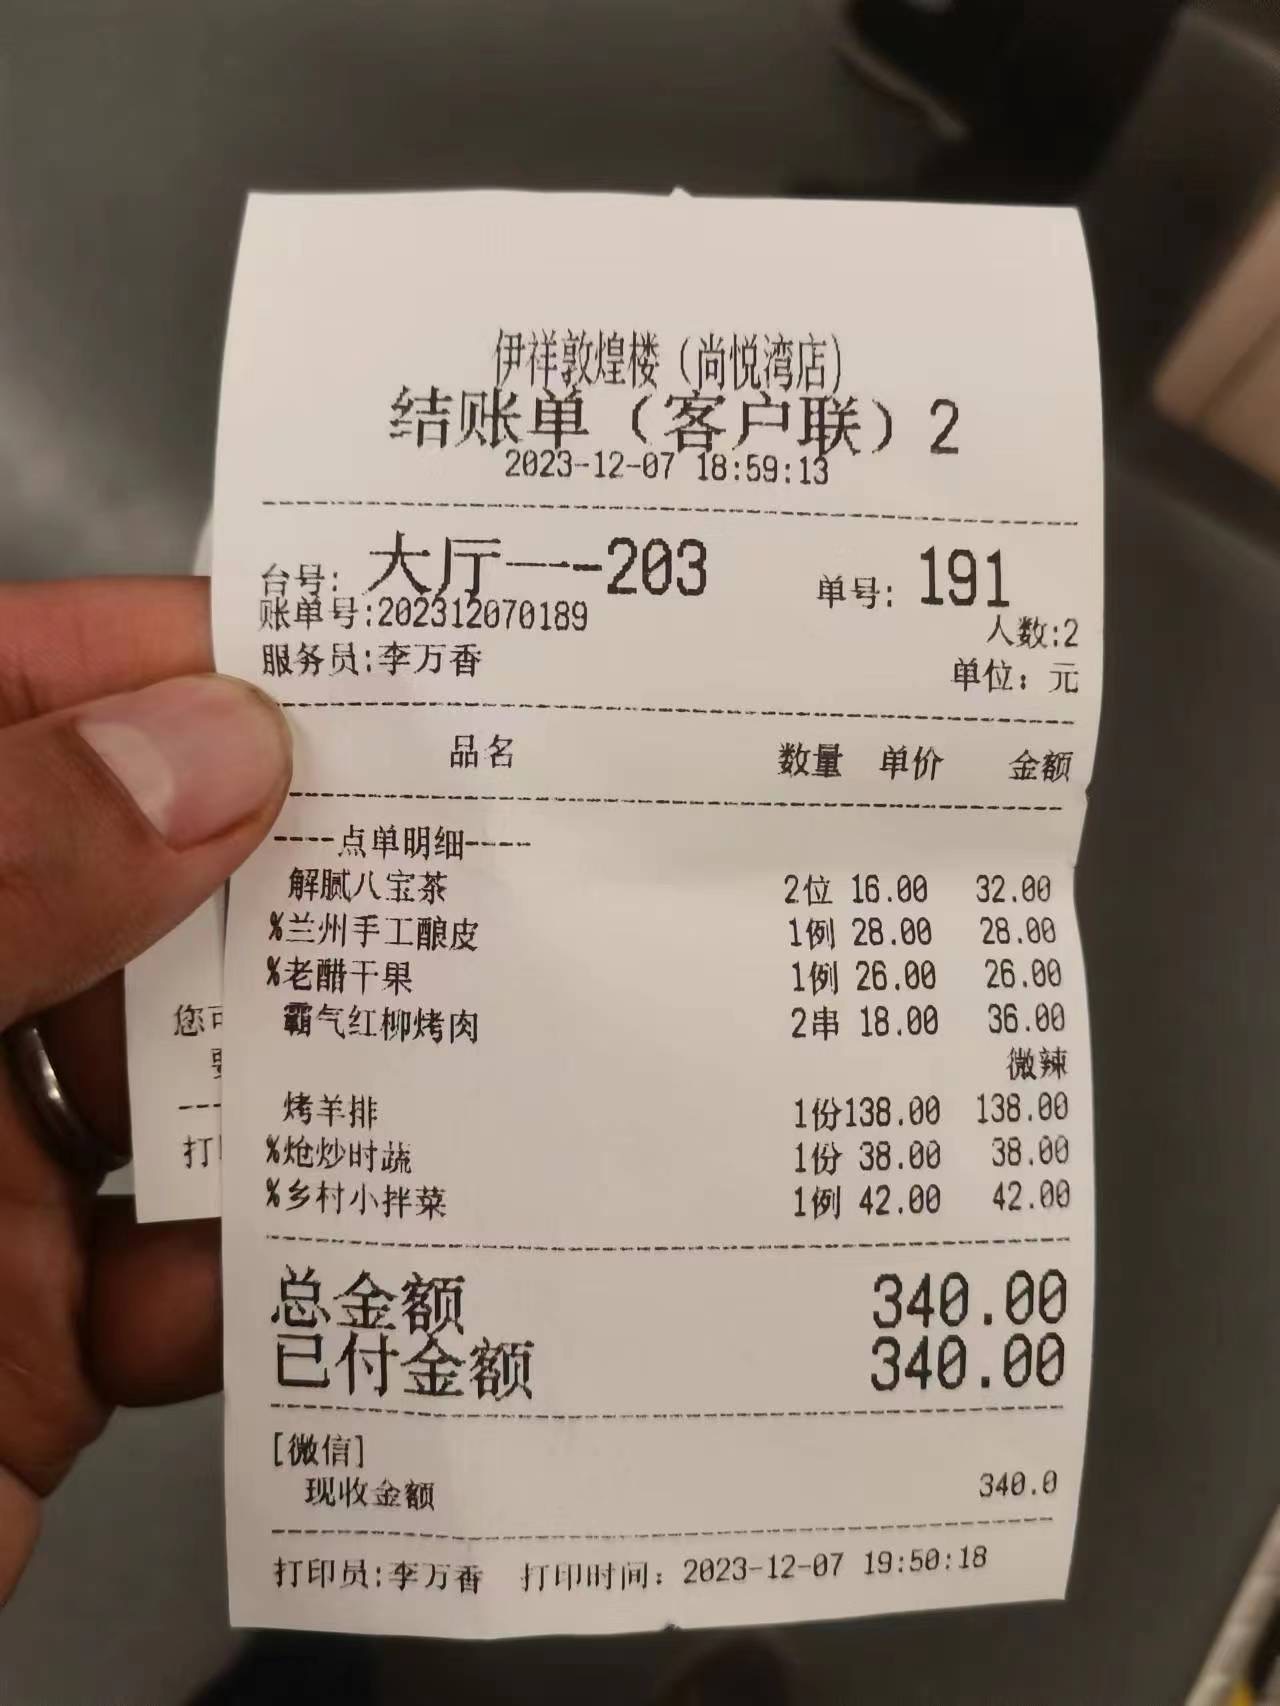 伊祥敦煌楼（尚悦湾店）
结账单（客户联）2
2023-12-07 18:59:13
台号: 大厅一--203 单号: 191
账单号:202312070189
人数:2
服务员:李万香
单位：元
品名 数量 单价 金额
----点单明细----
解腻八宝茶 2位 16.00 32.00
%兰州手工酿皮 1例 28.00 28.00
%老醋干果 1例 26.00 26.00
霸气红柳烤肉 2串 18.00 36.00
微辣
烤羊排 1份138.00 138.00
%炝炒时蔬 1份 38.00 38.00
%乡村小拌菜 1例 42.00 42.00
总金额 340.00
已付金额 340.00
[微信]
现收金额 340.0
打印员:李万香 打印时间：2023-12-07 19:50:18
您
打